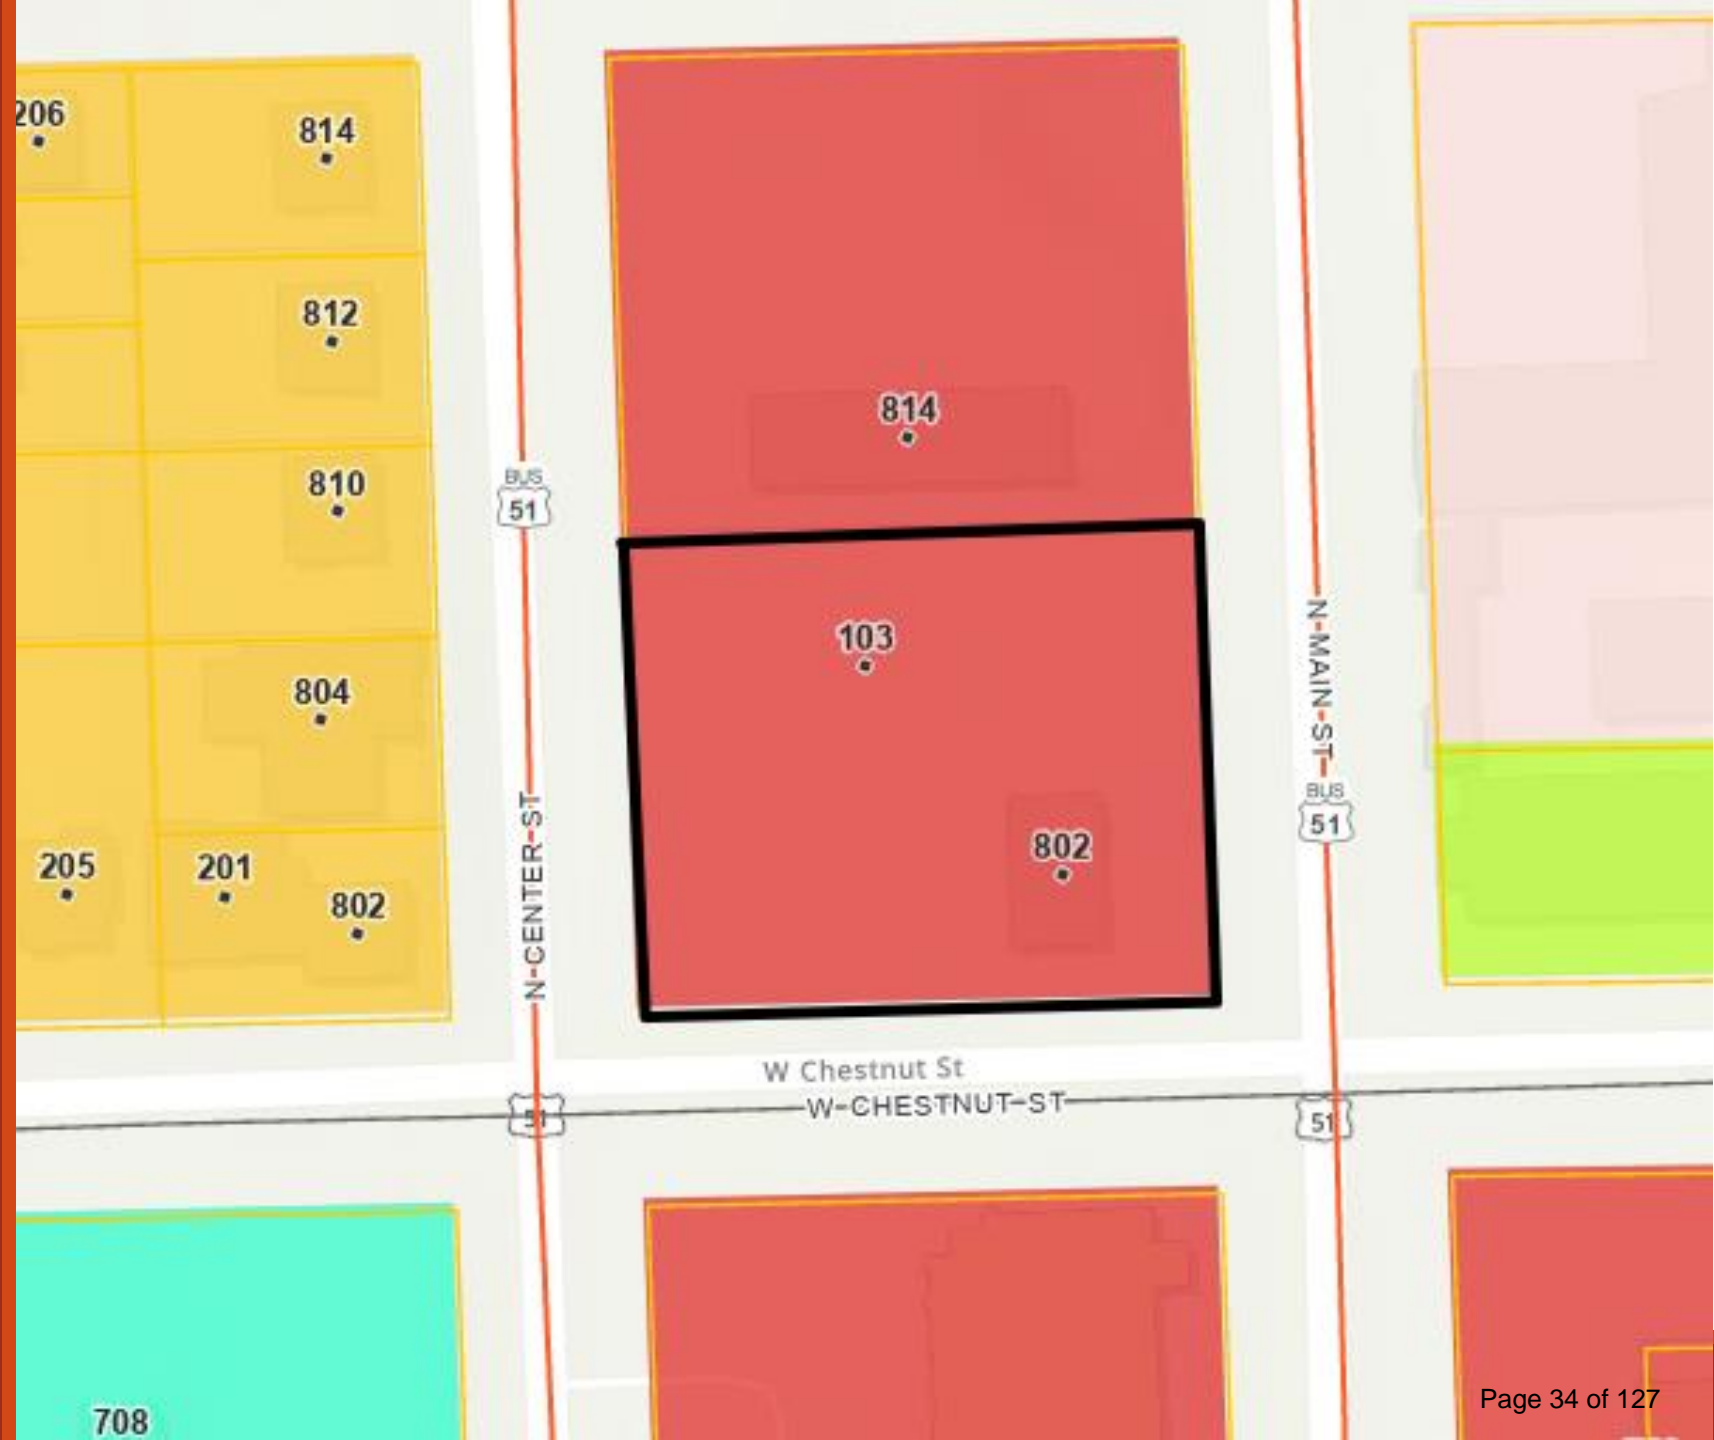 206
814
812
814
BUS
51
810
103
N-MAIN-ST
804
BUS
51
N-CENTER-ST
802
205
201
802
W Chestnut St
W-CHESTNUT-ST
51
51
Page 34 of 127
708